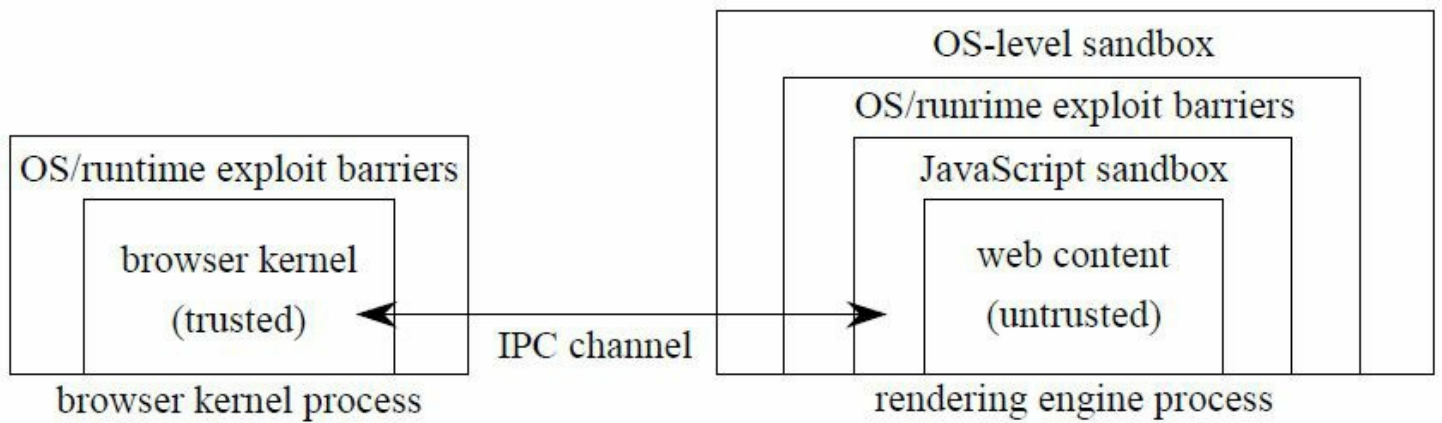 OS-level sandbox
OS/runrime exploit barriers
JavaScript sandbox
web content
(untrusted)
rendering engine process
OS/runtime exploit barriers
browser kernel
(trusted)
browser kernel process
IPC channel